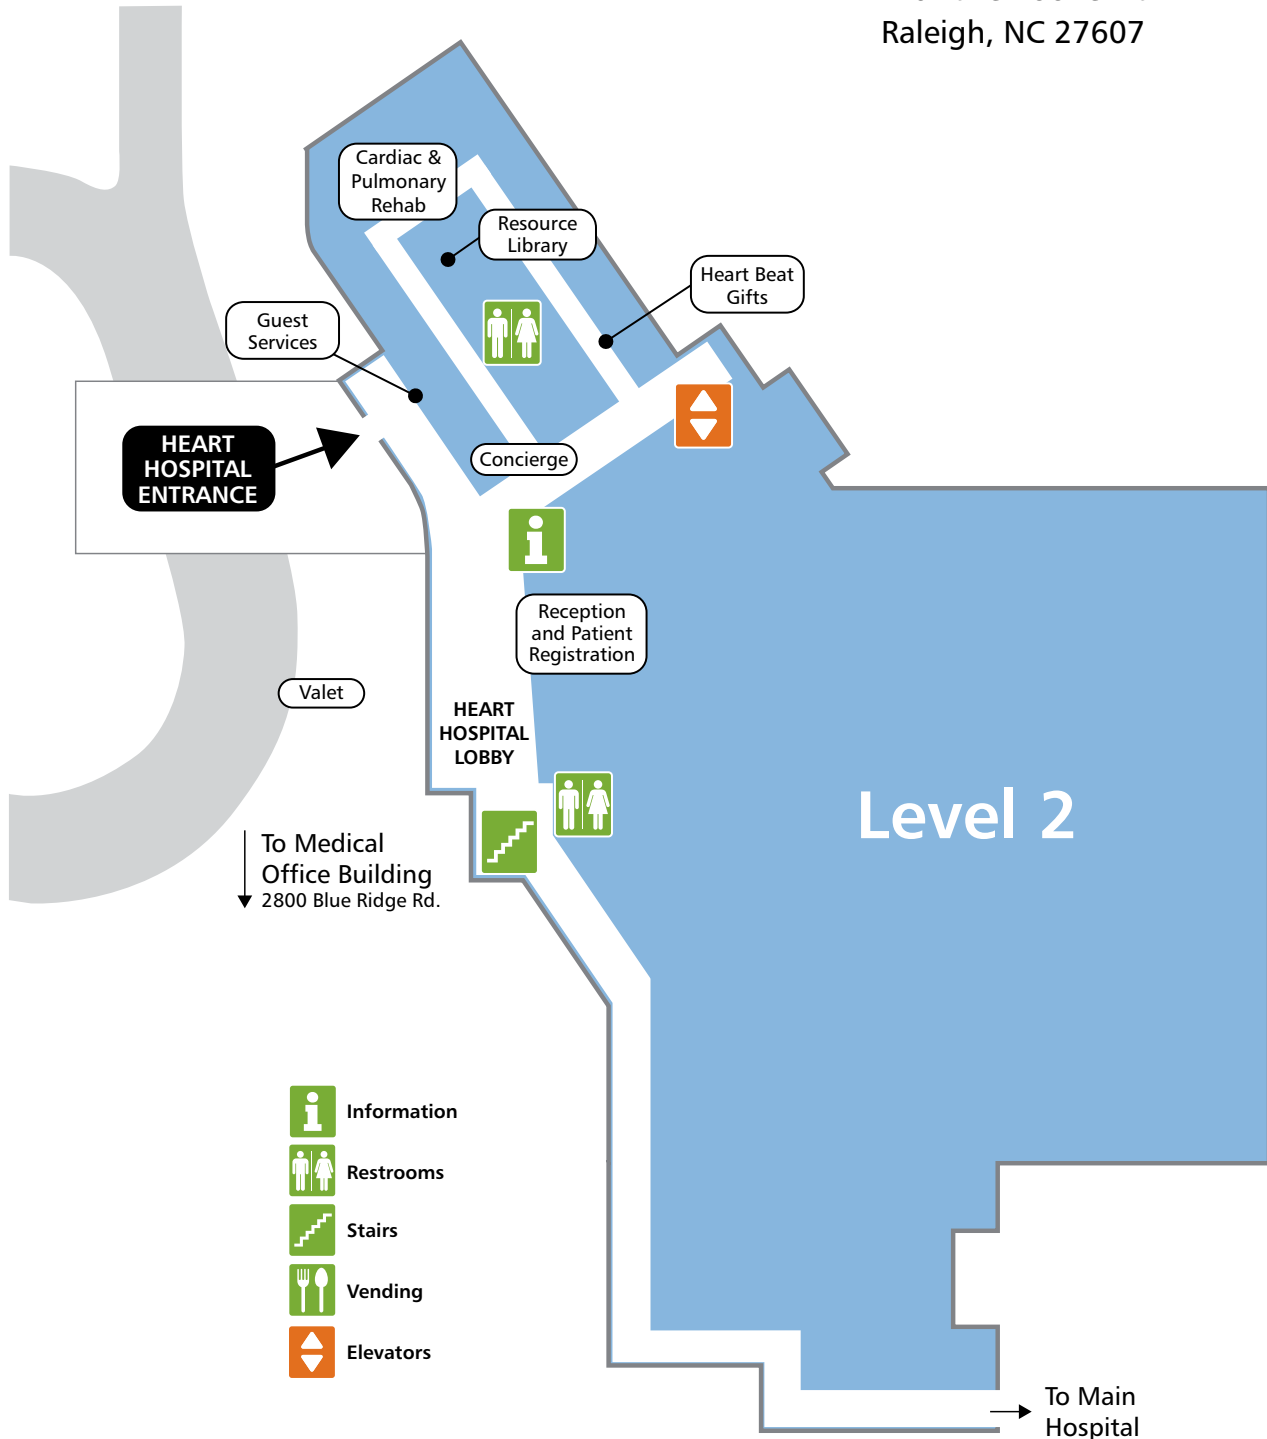 Raleigh, NC 27607
Cardiac &
Pulmonary
Rehab
Resource
Library
Heart Beat
Gifts
Guest
Services
HEART
HOSPITAL
ENTRANCE
Concierge
Reception
and Patient
Registration
Valet
HEART
HOSPITAL
LOBBY
Level 2
To Medical
Office Building
2800 Blue Ridge Rd.
Information
Restrooms
Stairs
Vending
Elevators
To Main
Hospital